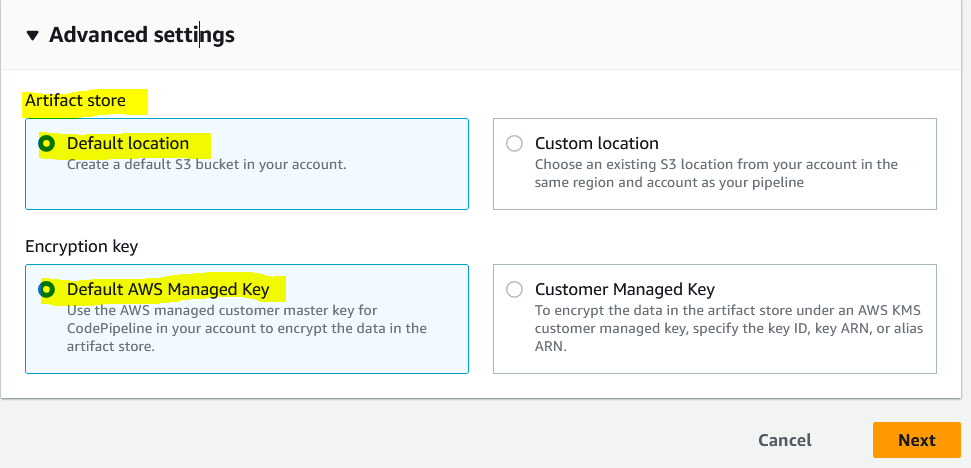 Advanced settings
Artifact store
Default location
Create a default S3 bucket in your account.
Custom location
Choose an existing S3 location from your account in the
same region and account as your pipeline
Encryption key
Default AWS Managed Key
Use the AWS managed customer master key for
CodePipeline in your account to encrypt the data in the
artifact store.
Customer Managed Key
To encrypt the data in the artifact store under an AWS KMS
customer managed key, specify the key ID, key ARN, or alias
ARN.
Cancel
Next